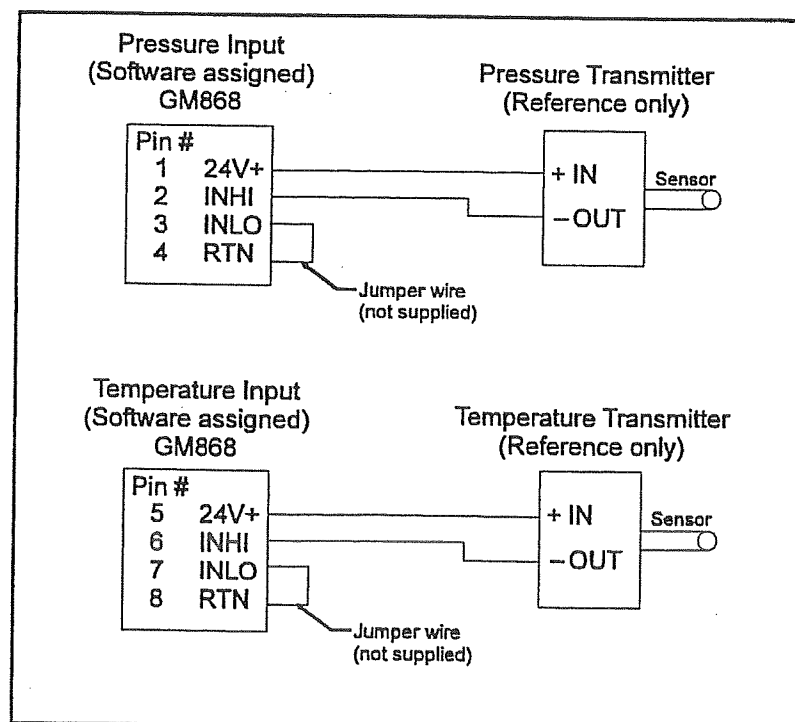 Pressure Input
(Software assigned)
GM868
Pressure Transmitter
(Reference only)
Pin #
1 24V+
2 INHI
3 INLO
4 RTN
+ IN
– OUT
Sensor
Jumper wire
(not supplied)
Temperature Input
(Software assigned)
GM868
Temperature Transmitter
(Reference only)
Pin #
5 24V+
6 INHI
7 INLO
8 RTN
+ IN
– OUT
Sensor
Jumper wire
(not supplied)